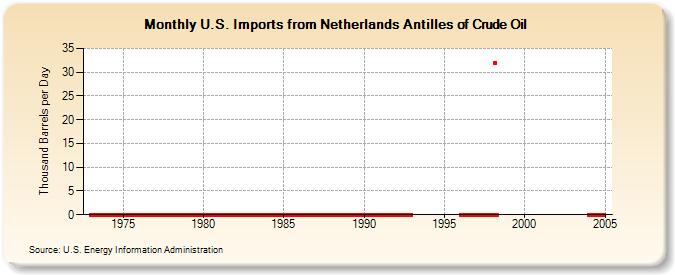 Monthly U.S. Imports from Netherlands Antilles of Crude Oil
Thousand Barrels per Day
35
30
25
20
15
10
5
0
1975 1980 1985 1990 1995 2000 2005
Source: U.S. Energy Information Administration